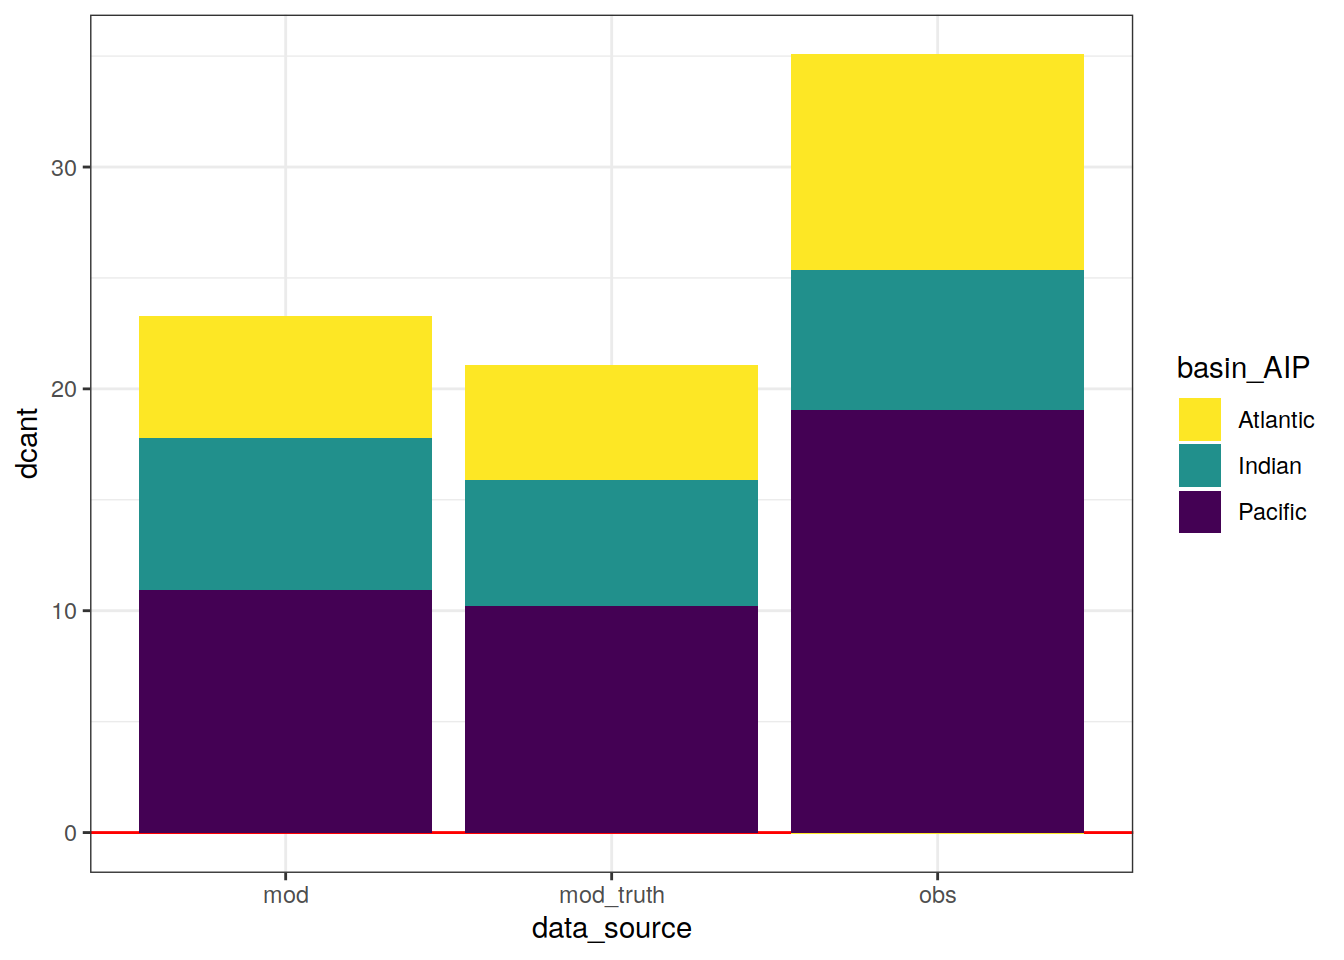 dcant
30
20
10
0
mod
mod_truth
obs
data_source
basin_AIP
Atlantic
Indian
Pacific